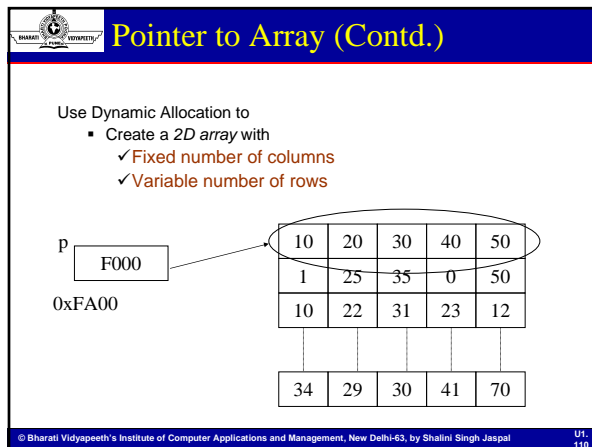 BHARATI VIDYAPEETH
PUNE
Pointer to Array (Contd.)
Use Dynamic Allocation to
▪ Create a 2D array with
✓Fixed number of columns
✓Variable number of rows
p
F000
0xFA00
10 20 30 40 50
1 25 35 0 50
10 22 31 23 12
34 29 30 41 70
© Bharati Vidyapeeth's Institute of Computer Applications and Management, New Delhi-63, by Shalini Singh Jaspal
U1.
110